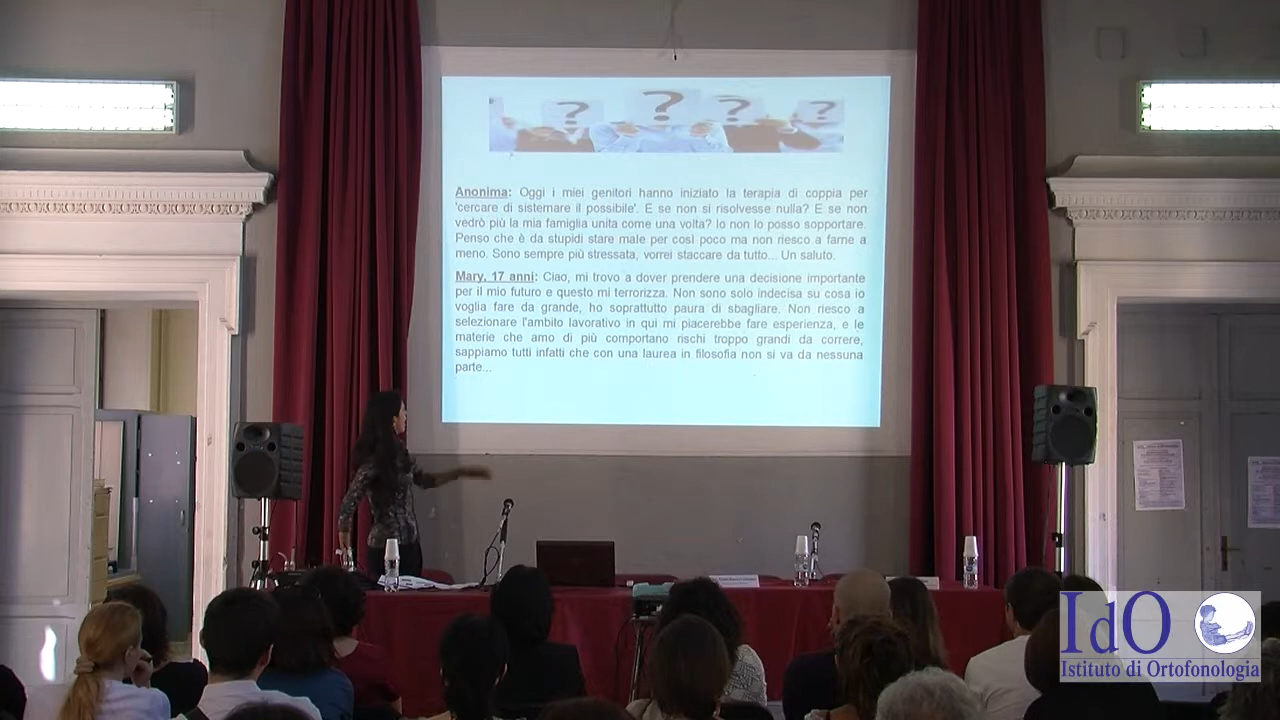 ? ? ? ?
Anonima: Oggi i miei genitori hanno iniziato la terapia di coppia per
'cercare di sistemare il possibile'. E se non si risolvesse nulla? E se non
vedrò più la mia famiglia unita come una volta? Io non lo posso sopportare.
Penso che è da stupidi stare male per così poco ma non riesco a farne a
meno. Sono sempre più stressata, vorrei staccare da tutto... Un saluto.
Mary, 17 anni: Ciao, mi trovo a dover prendere una decisione importante
per il mio futuro e questo mi terrorizza. Non sono solo indecisa su cosa io
voglia fare da grande, ho soprattutto paura di sbagliare. Non riesco a
selezionare l'ambito lavorativo in qui mi piacerebbe fare esperienza, e le
materie che amo di più comportano rischi troppo grandi da correre,
sappiamo tutti infatti che con una laurea in filosofia non si va da nessuna
parte...
IdO
Istituto di Ortofonologia